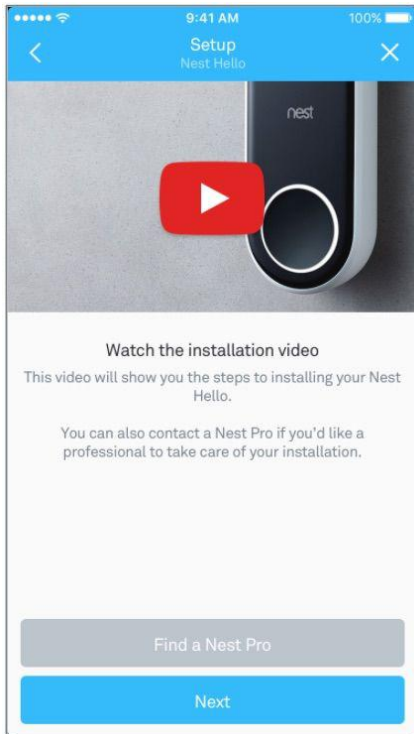 9:41 AM
100%
Setup
Nest Hello
nest
Watch the installation video
This video will show you the steps to installing your Nest
Hello.
You can also contact a Nest Pro if you'd like a
professional to take care of your installation.
Find a Nest Pro
Next